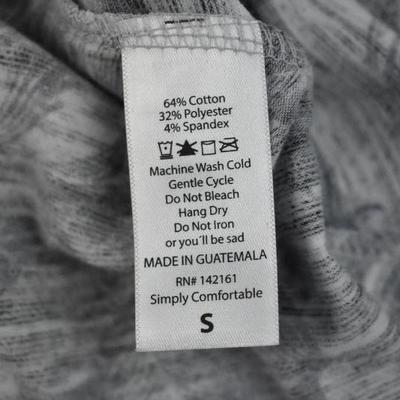 64% Cotton
32% Polyester
4% Spandex
Machine Wash Cold
Gentle Cycle
Do Not Bleach
Hang Dry
Do Not Iron
or you´ll be sad
MADE IN GUATEMALA
RN# 142161
Simply Comfortable
S